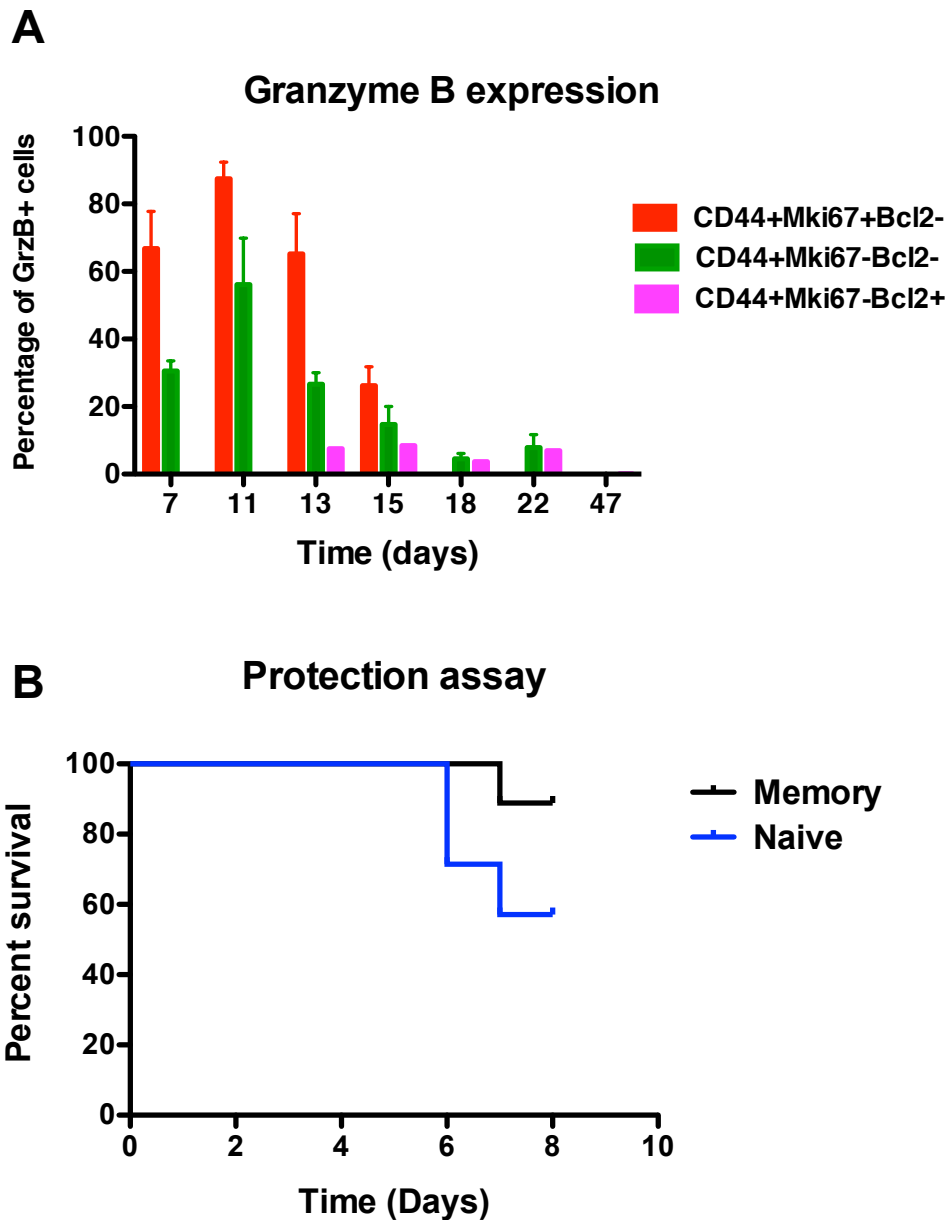 A
Granzyme B expression
Percentage of GrzB+ cells
100
80
60
40
20
0
7 11 13 15 18 22 47
Time (days)
CD44+Mki67+Bcl2-
CD44+Mki67-Bcl2-
CD44+Mki67-Bcl2+
B
Protection assay
Percent survival
100
80
60
40
20
0
0 2 4 6 8 10
Time (Days)
Memory
Naive